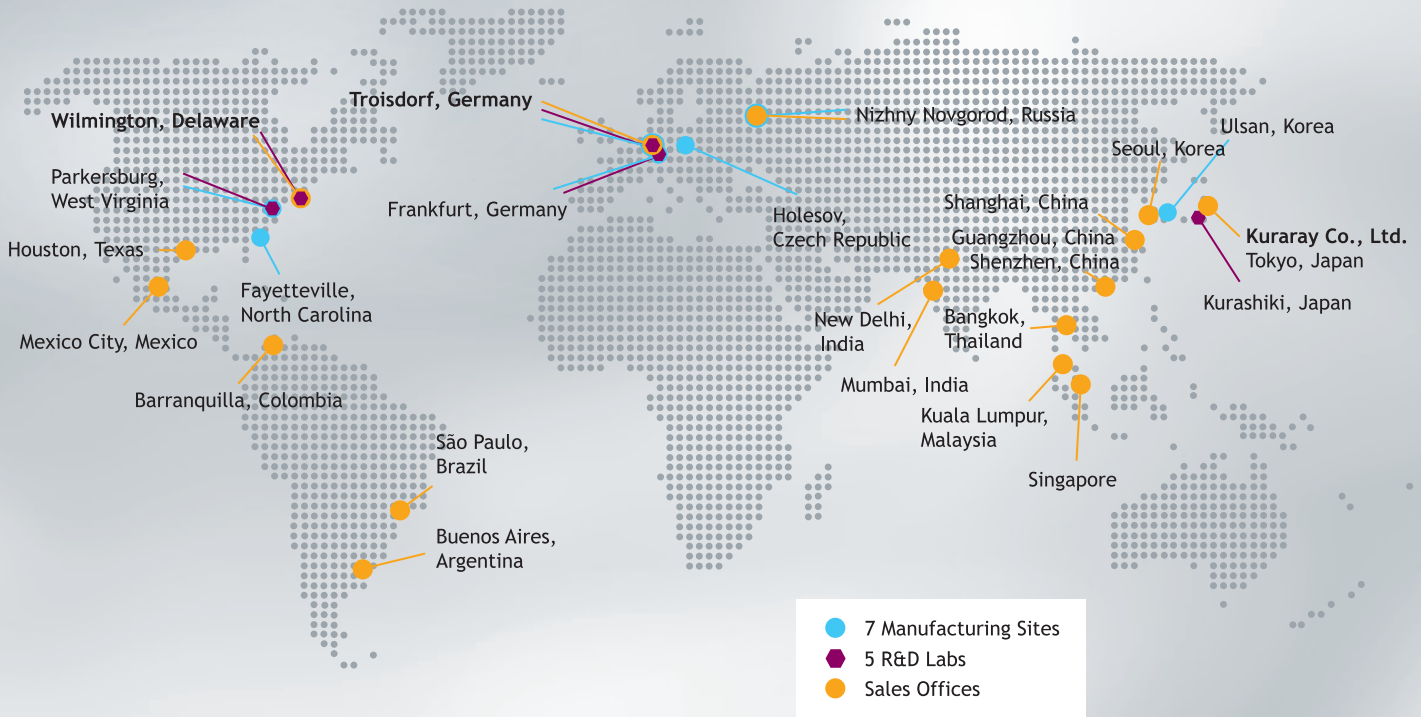 Troisdorf, Germany
Wilmington, Delaware
Nizhny Novgorod, Russia
Ulsan, Korea
Seoul, Korea
Parkersburg,
West Virginia
Frankfurt, Germany
Holesov,
Czech Republic
Shanghai, China
Guangzhou, China
Shenzhen, China
Kuraray Co., Ltd.
Tokyo, Japan
Houston, Texas
Fayetteville,
North Carolina
Kurashiki, Japan
New Delhi,
India
Bangkok,
Thailand
Mexico City, Mexico
Mumbai, India
Barranquilla, Colombia
Kuala Lumpur,
Malaysia
São Paulo,
Brazil
Singapore
Buenos Aires,
Argentina
7 Manufacturing Sites
5 R&D Labs
Sales Offices